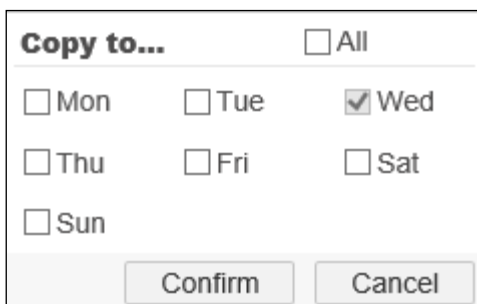 Copy to... All
Mon Tue Wed
Thu Fri Sat
Sun
Confirm Cancel